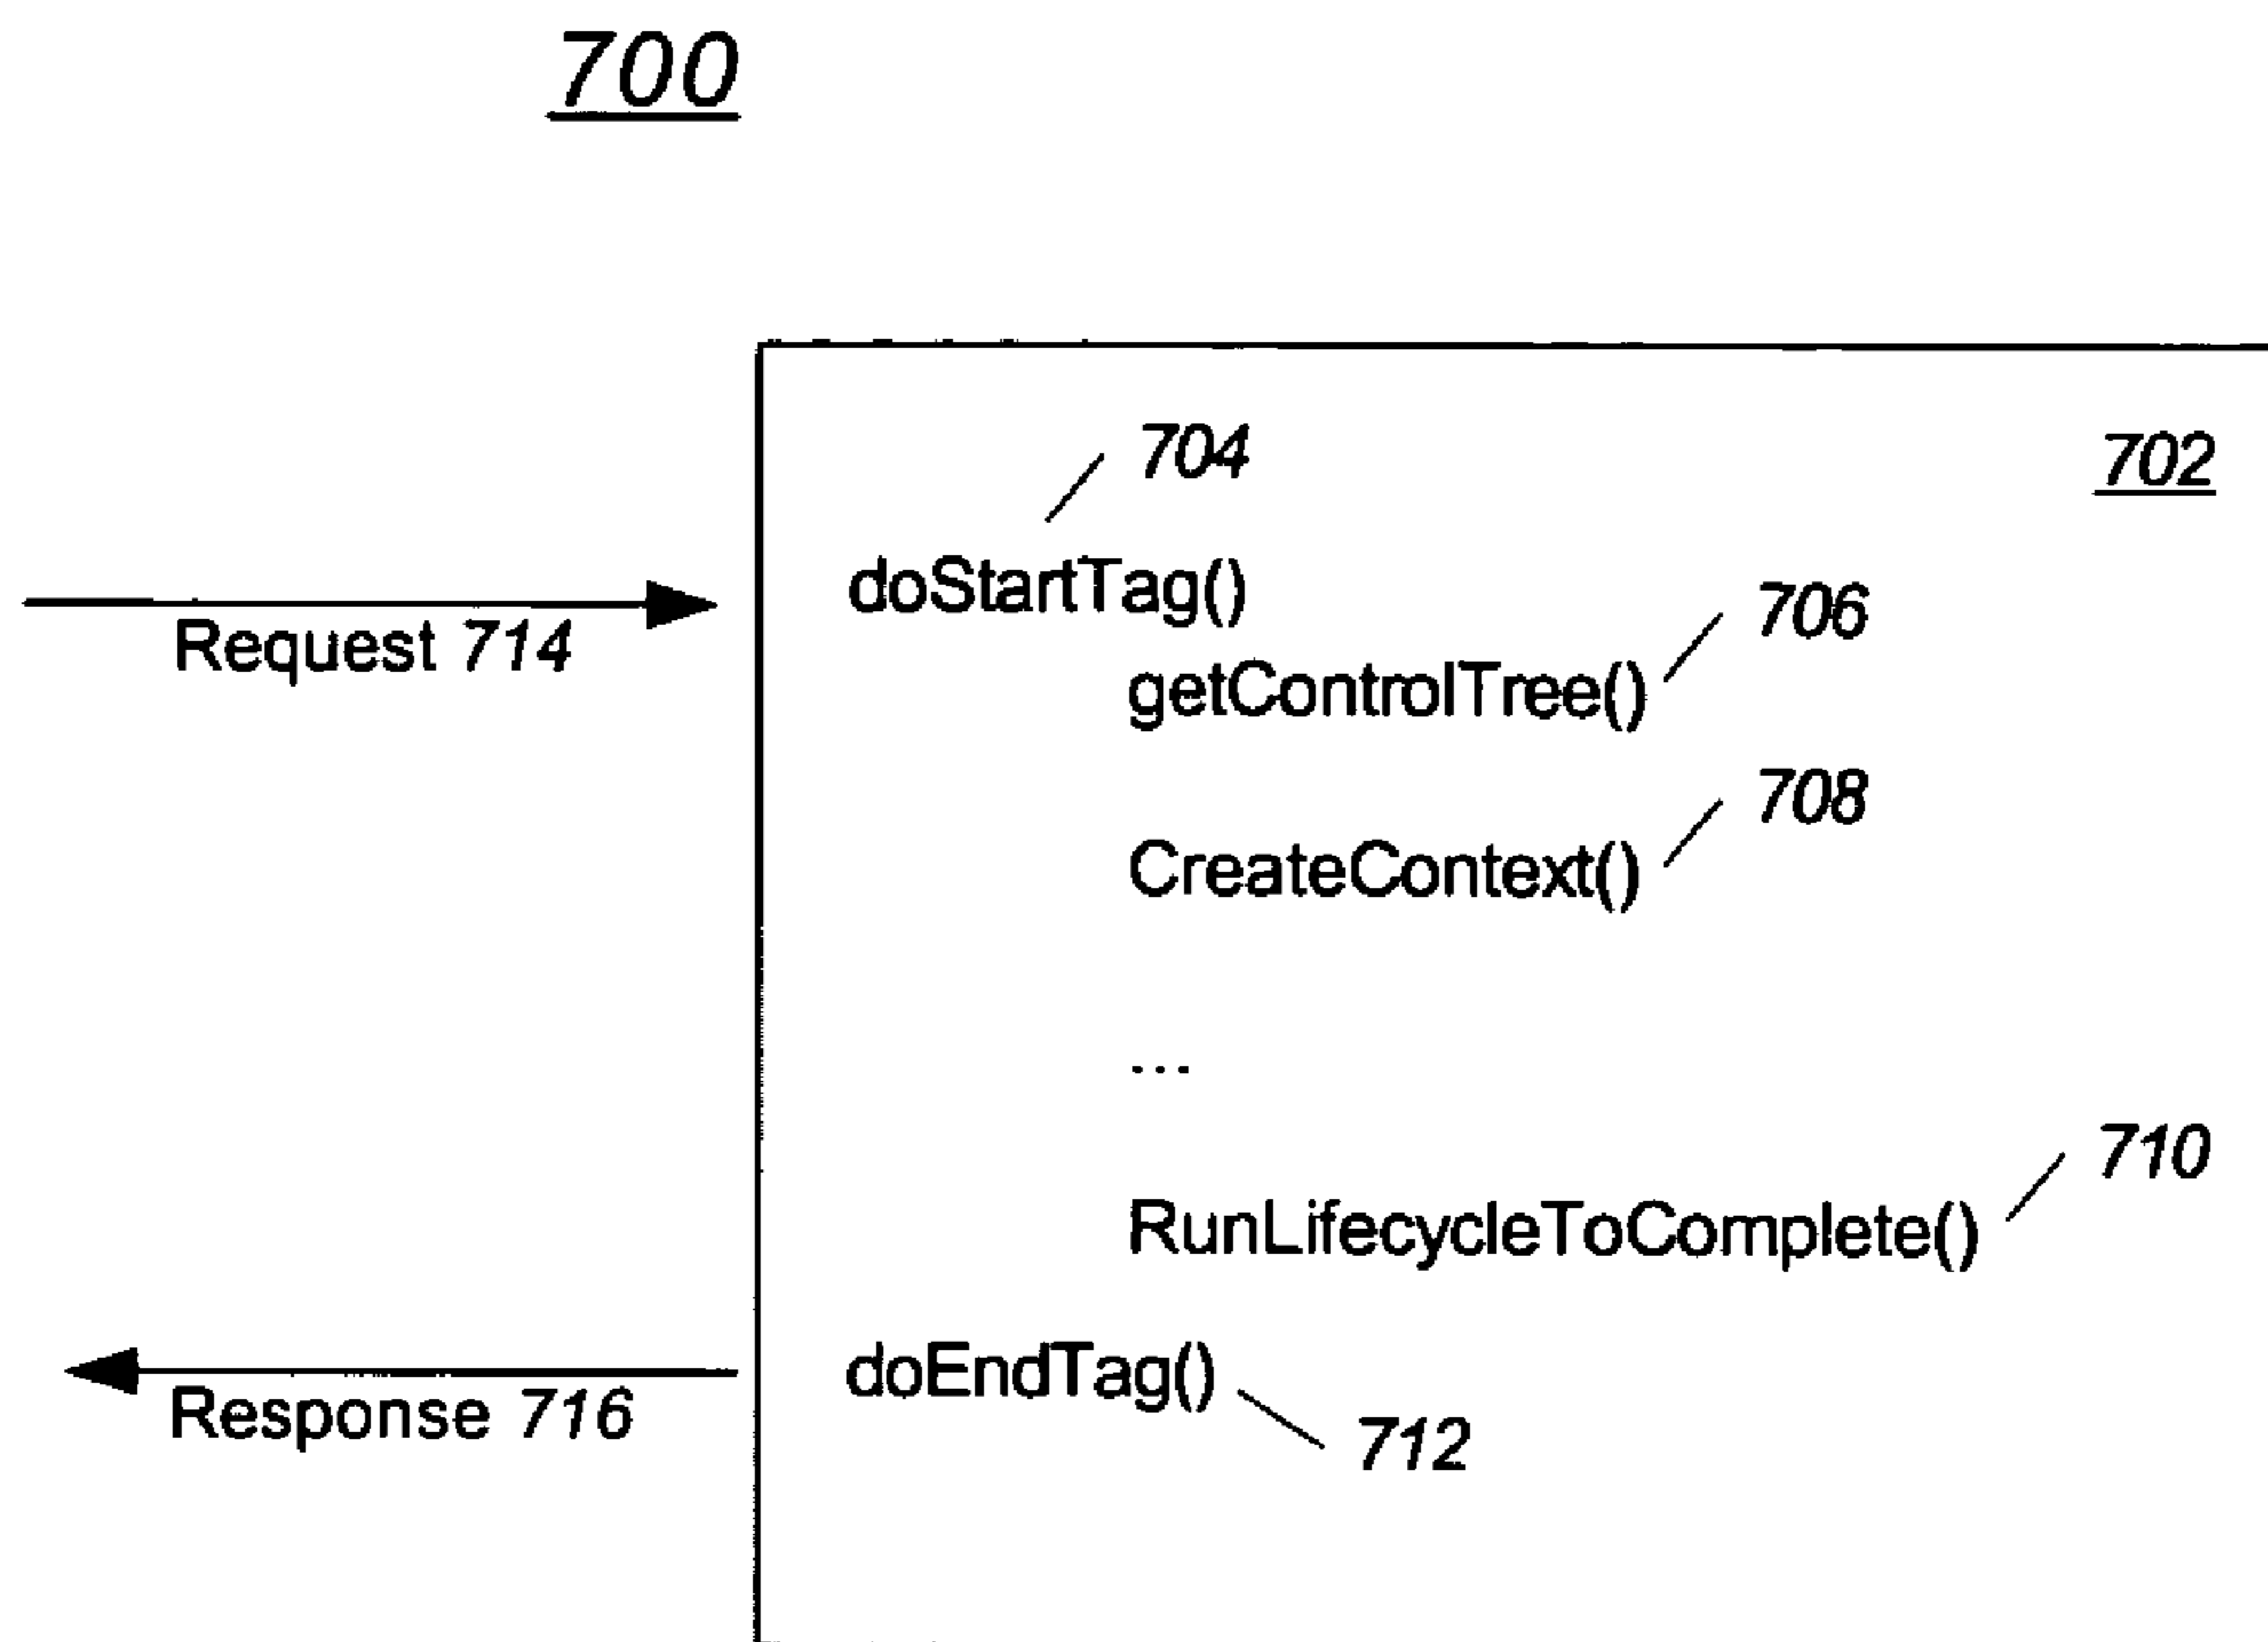 700
704
702
doStartTag()
706
Request 714
getControlTree()
708
CreateContext()
...
710
RunLifecycleToComplete()
doEndTag()
Response 716
712